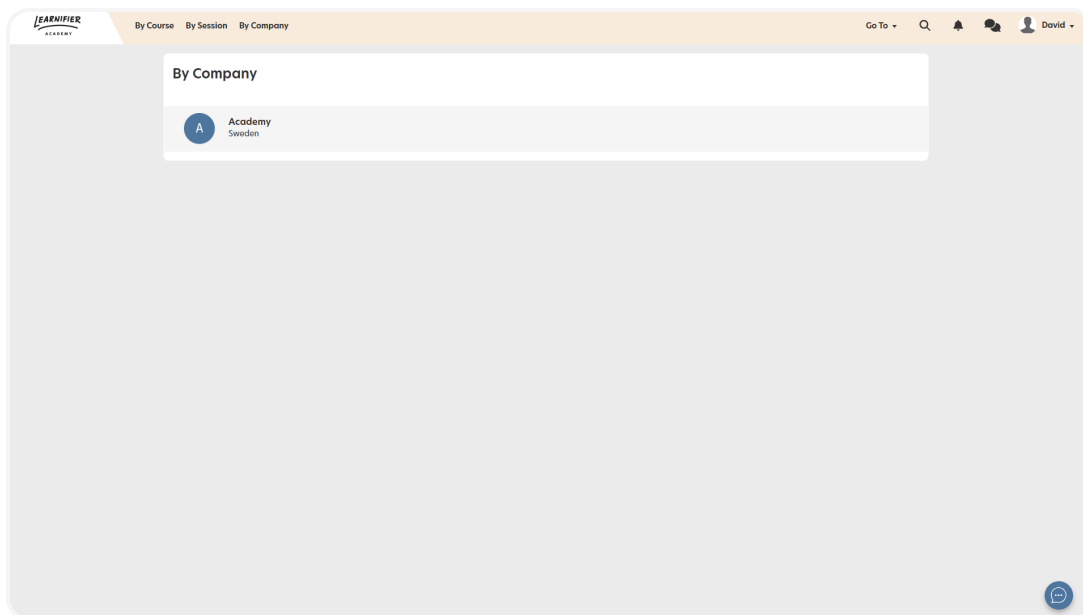 LEARNIFIER
ACADEMY
By Course By Session By Company
Go To
David
By Company
A
Academy
Sweden